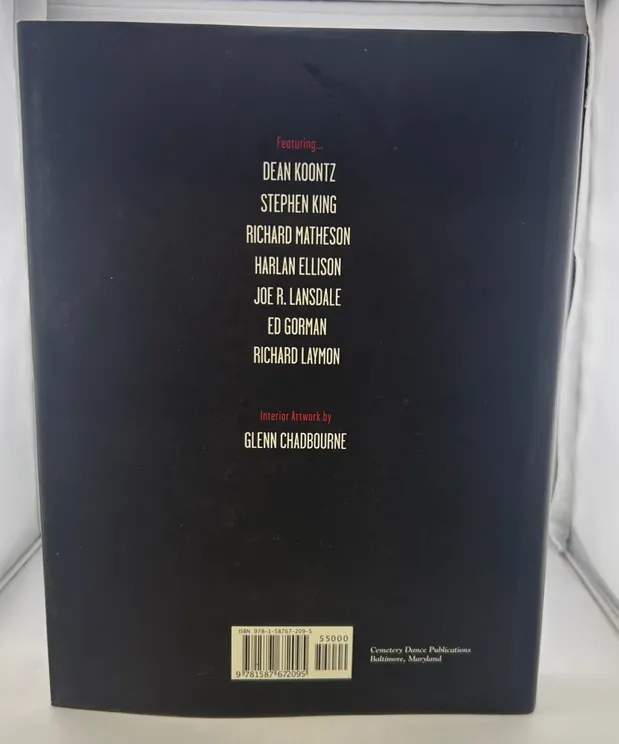 Featuring...
DEAN KOONTZ
STEPHEN KING
RICHARD MATHESON
HARLAN ELLISON
JOE R. LANSDALE
ED GORMAN
RICHARD LAYMON
Interior Artwork by
GLENN CHADBOURNE
ISBN 978-1-58767-209-5
55000
9 781587 672095
Cemetery Dance Publications
Baltimore, Maryland